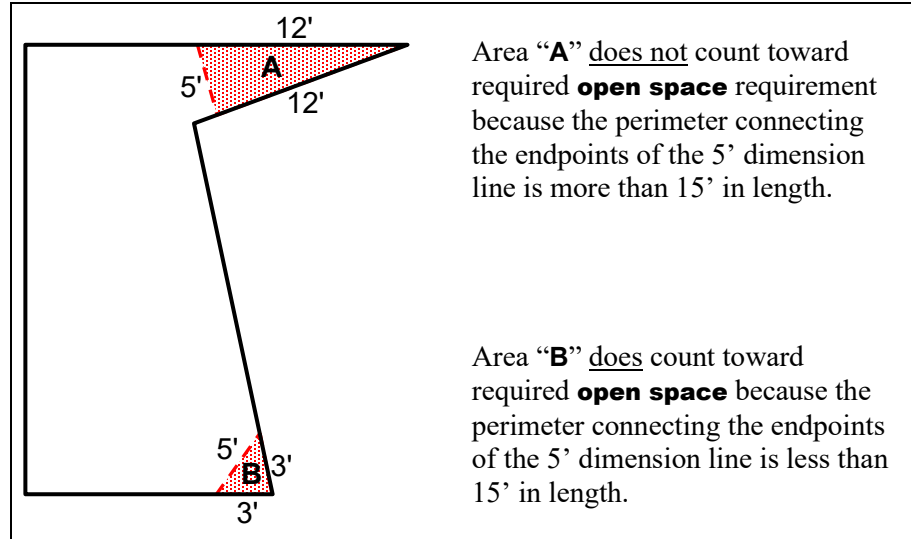 12'
A
5'
12'
Area “A” does not count toward
required open space requirement
because the perimeter connecting
the endpoints of the 5’ dimension
line is more than 15’ in length.
5'
B
3'
3'
Area “B” does count toward
required open space because the
perimeter connecting the endpoints
of the 5’ dimension line is less than
15’ in length.